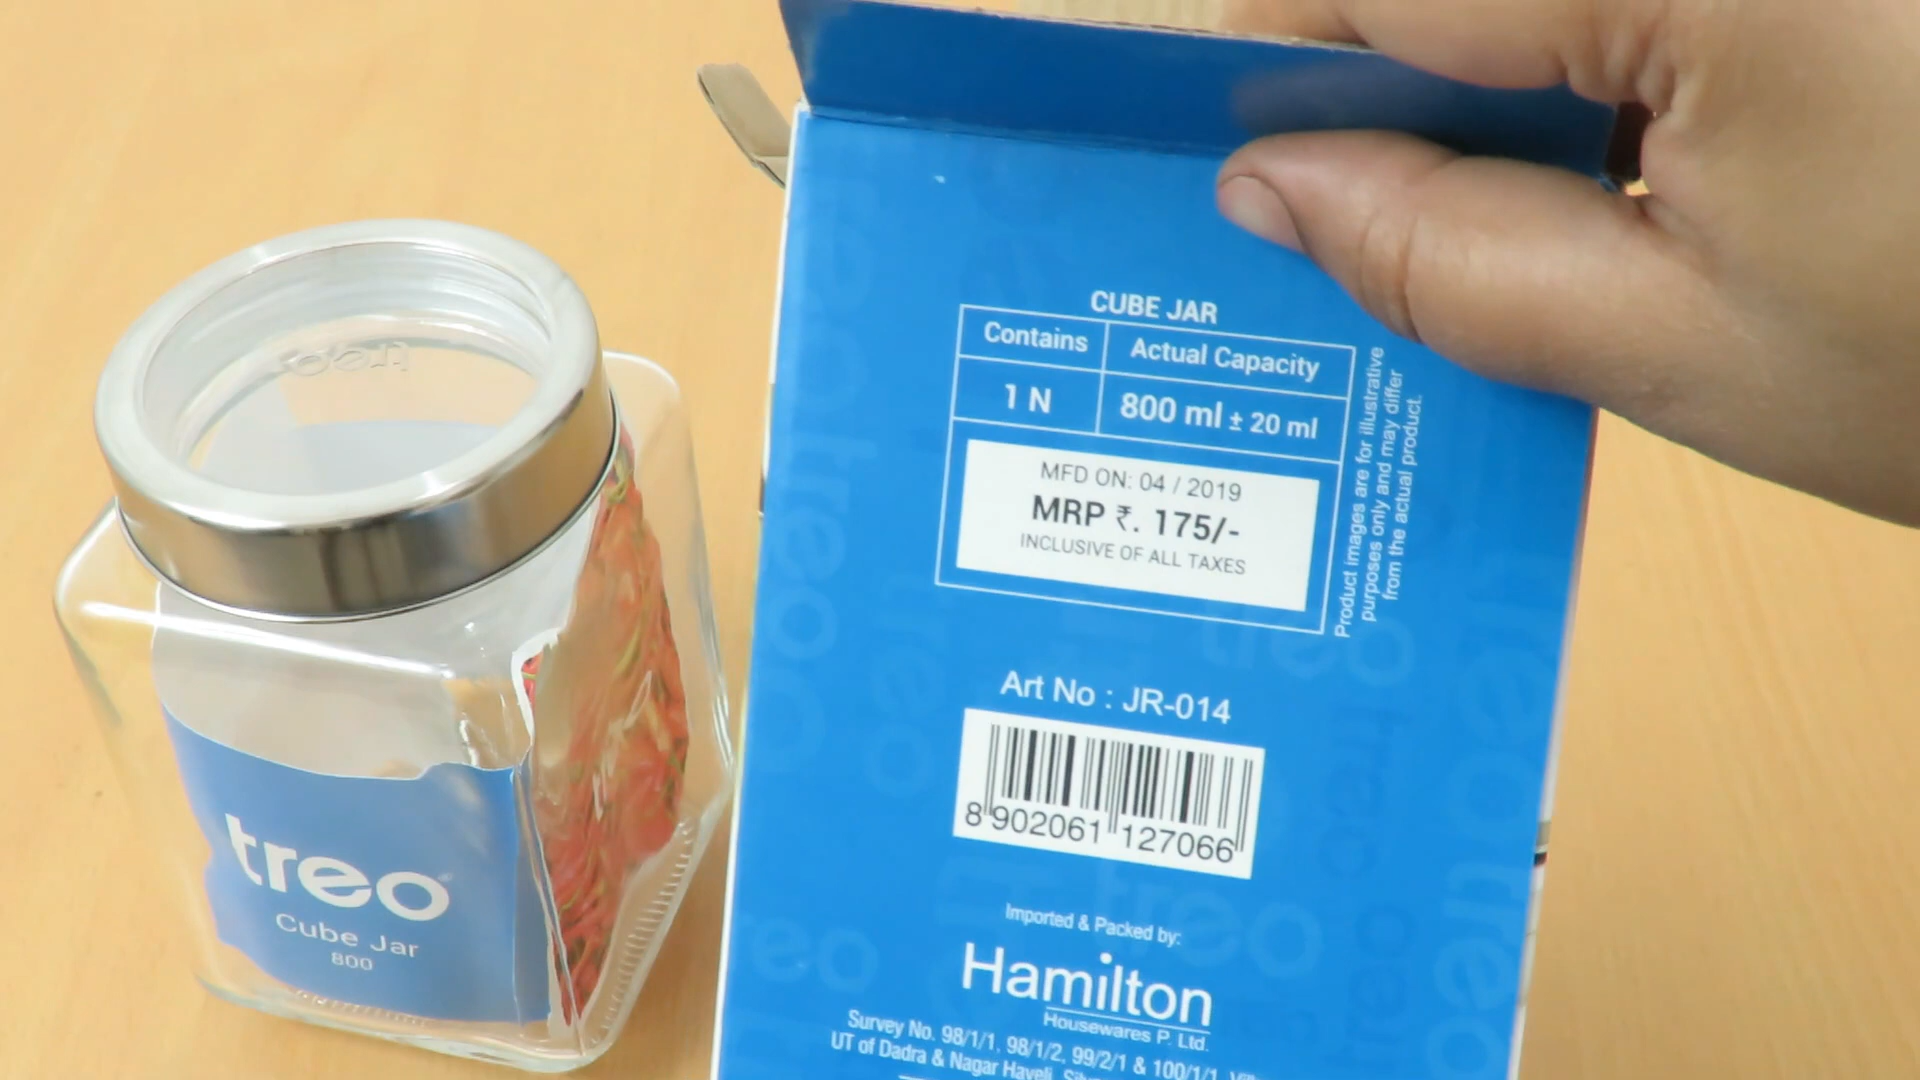 treo
treo
Cube Jar
800
CUBE JAR
Contains
Actual Capacity
1 N
800 ml ± 20 ml
MFD ON: 04 / 2019
MRP ₹. 175/-
INCLUSIVE OF ALL TAXES
Product images are for illustrative
purposes only and may differ
from the actual product.
Art No : JR-014
8 902061 127066
Imported & Packed by:
Hamilton
Housewares P. Ltd.
Survey No. 98/1/1, 98/1/2, 99/2/1 & 100/1/1,
UT of Dadra & Nagar Haveli,